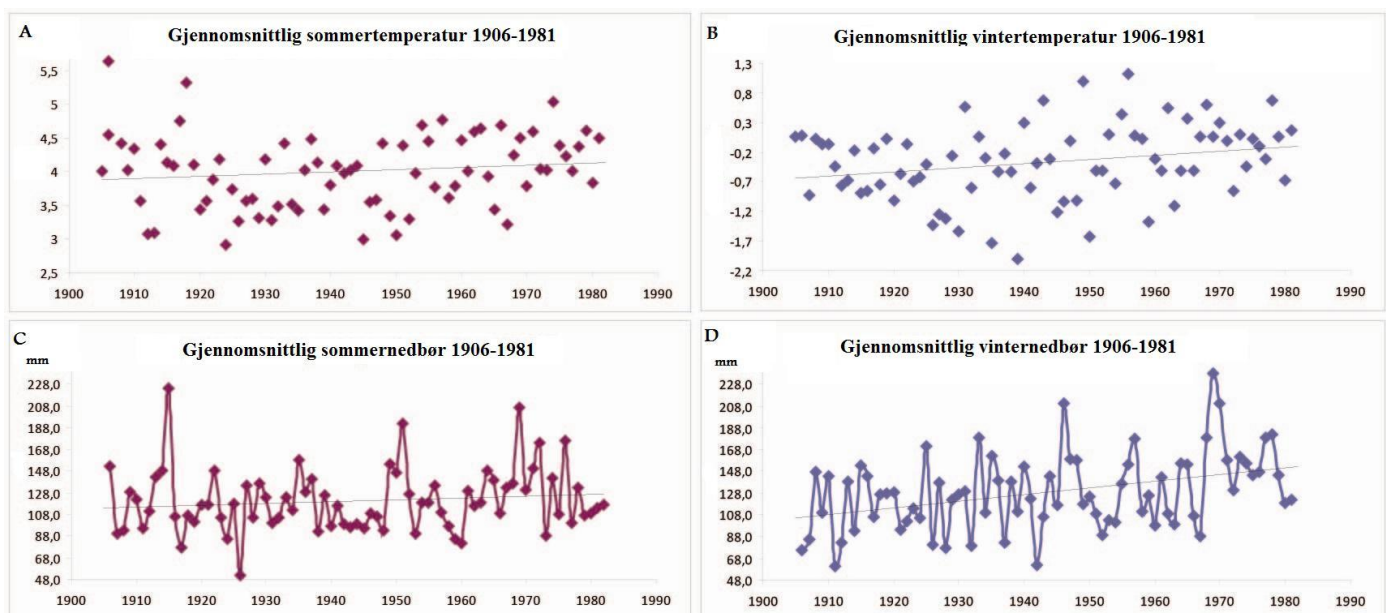 A
Gjennomsnittlig sommertemperatur 1906-1981
5,5
5
4,5
4
3,5
3
2,5
1900 1910 1920 1930 1940 1950 1960 1970 1980 1990
B
Gjennomsnittlig vintertemperatur 1906-1981
1,3
0,8
0,3
-0,2
-0,7
-1,2
-1,7
-2,2
1900 1910 1920 1930 1940 1950 1960 1970 1980 1990
C
Gjennomsnittlig sommernedbør 1906-1981
mm
228,0
208,0
168,0
148,0
128,0
108,0
88,0
68,0
48,0
1900 1910 1920 1930 1940 1950 1960 1970 1980 1990
D
Gjennomsnittlig vinternedbør 1906-1981
mm
228,0
208,0
188,0
168,0
148,0
128,0
108,0
88,0
68,0
48,0
1900 1910 1920 1930 1940 1950 1960 1970 1980 1990